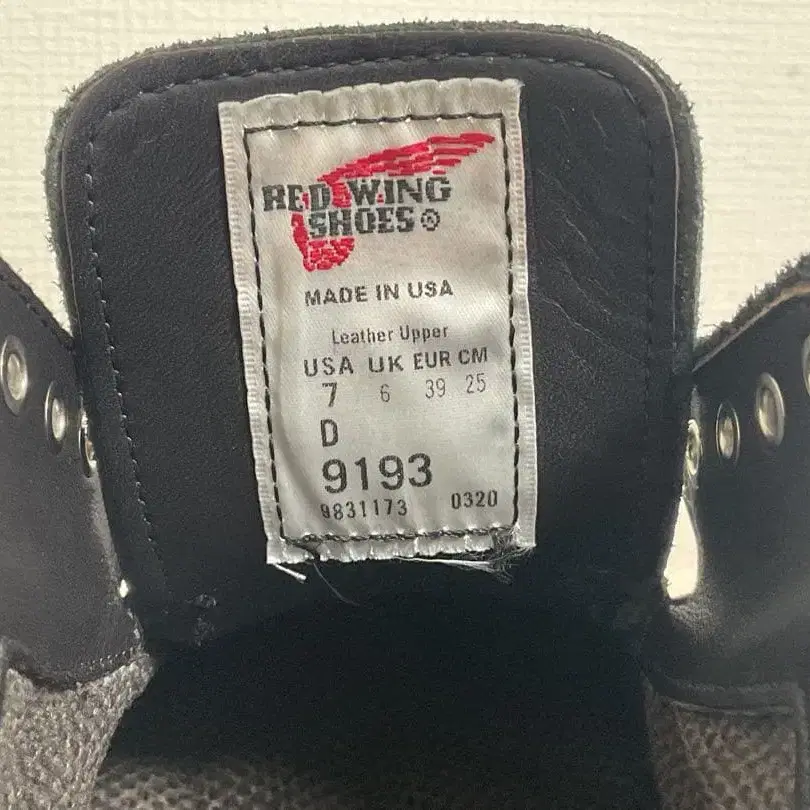 RED WING
SHOES®
MADE IN USA
Leather Upper
USA UK EUR CM
7 6 39 25
D
9193
9831173 0320